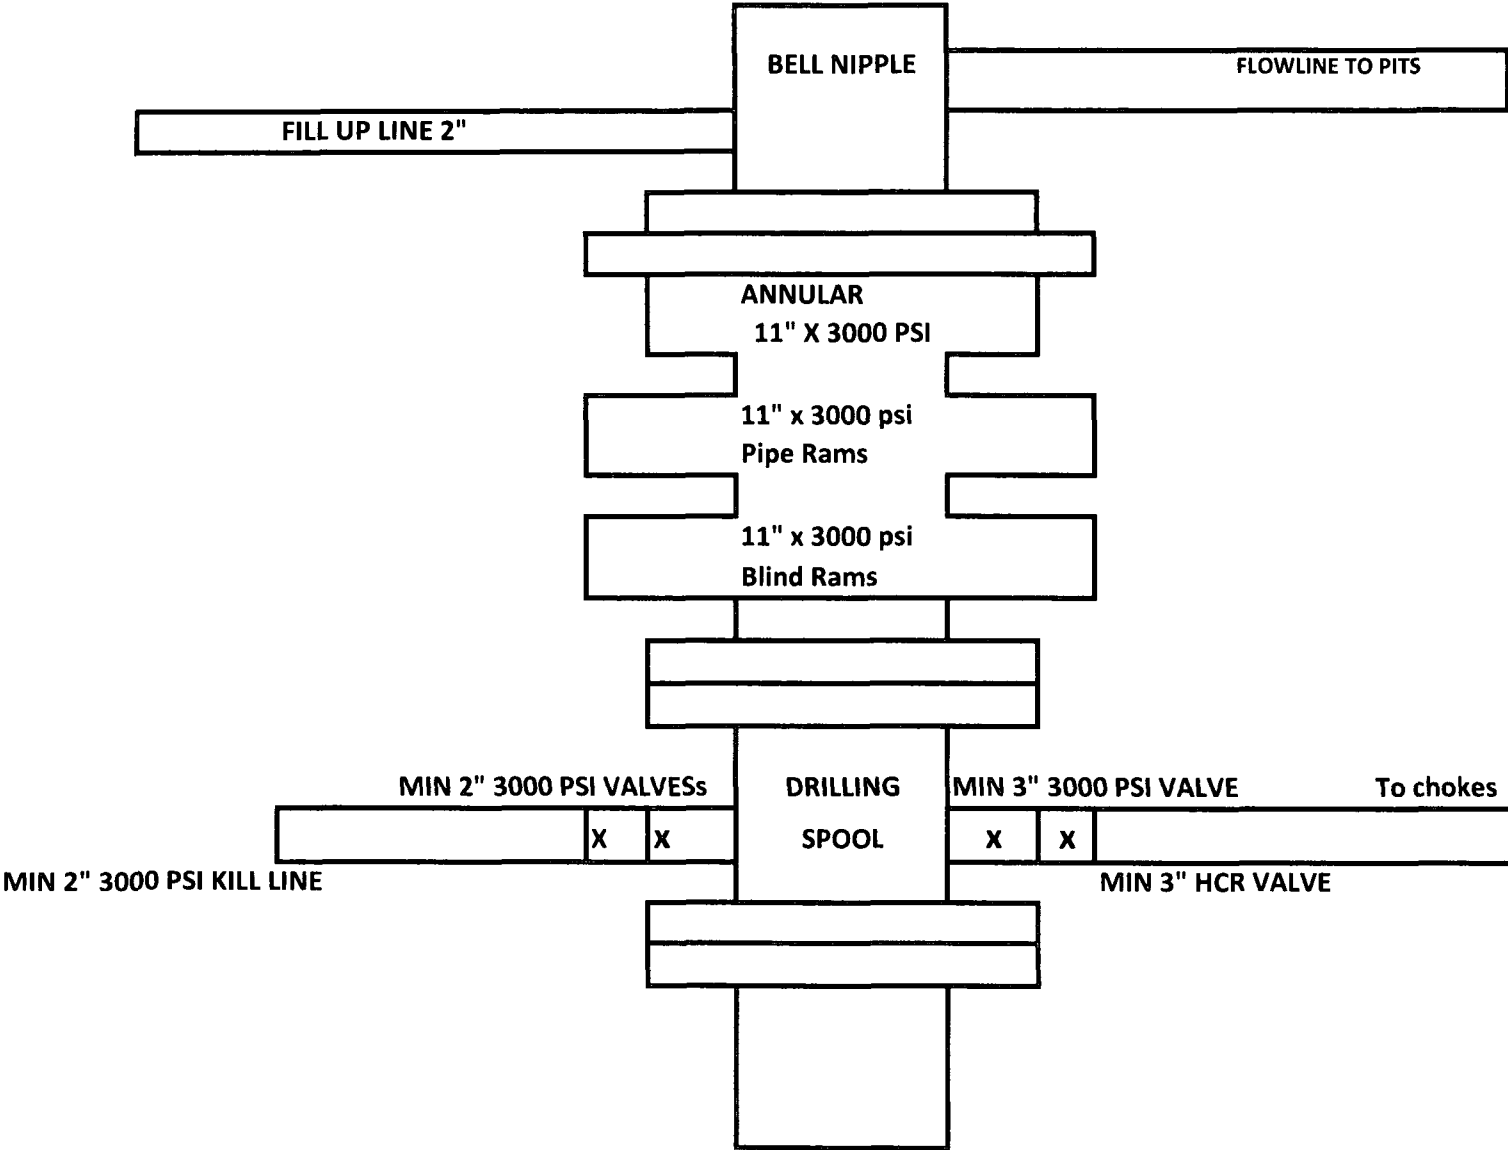 BELL NIPPLE
FLOWLINE TO PITS
FILL UP LINE 2"
ANNULAR
11" X 3000 PSI
11" x 3000 psi
Pipe Rams
11" x 3000 psi
Blind Rams
MIN 2" 3000 PSI VALVESs
DRILLING
MIN 3" 3000 PSI VALVE
To chokes
X X
SPOOL
X X
MIN 2" 3000 PSI KILL LINE
MIN 3" HCR VALVE